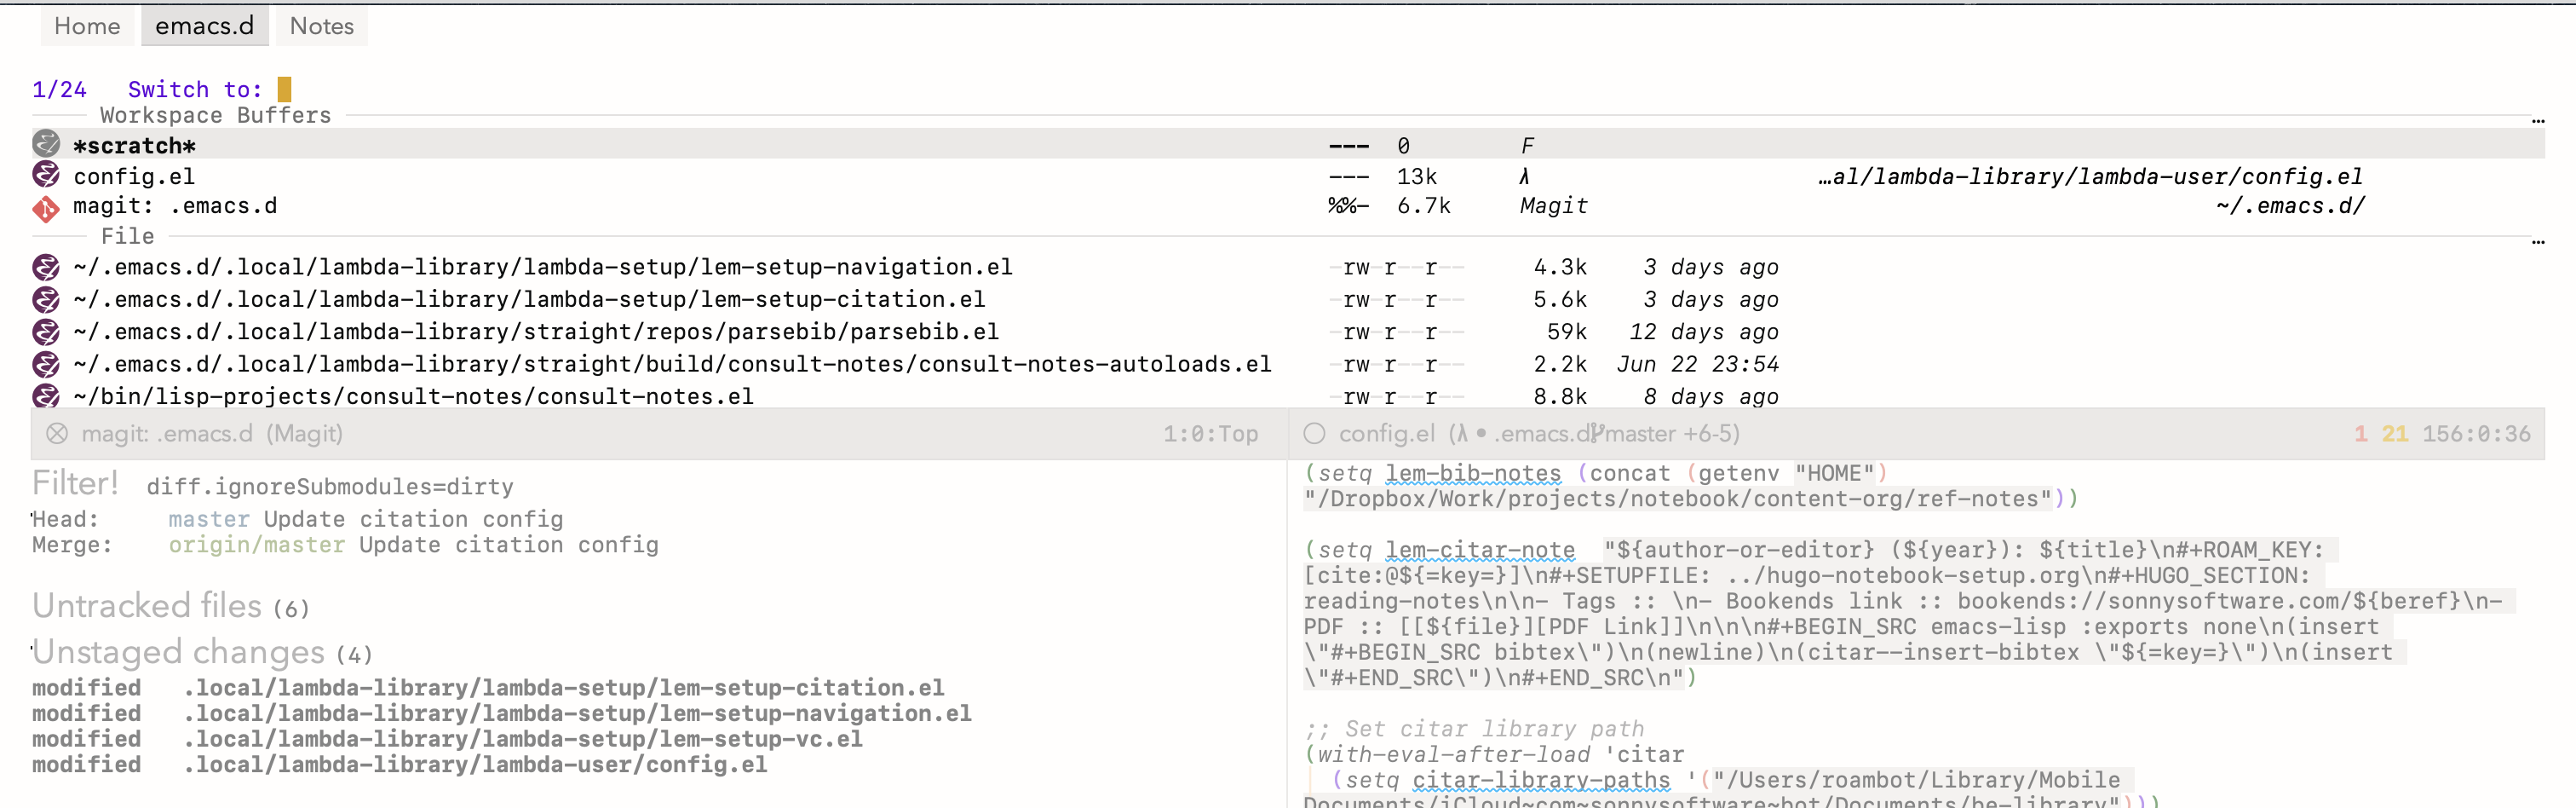 Home emacs.d Notes
1/24 Switch to:
Workspace Buffers …
*scratch* --- 0 F
config.el --- 13k λ …al/lambda-library/lambda-user/config.el
magit: .emacs.d %%- 6.7k Magit ~/.emacs.d/
File …
~/.emacs.d/.local/lambda-library/lambda-setup/lem-setup-navigation.el -rw-r--r-- 4.3k 3 days ago
~/.emacs.d/.local/lambda-library/lambda-setup/lem-setup-citation.el -rw-r--r-- 5.6k 3 days ago
~/.emacs.d/.local/lambda-library/straight/repos/parsebib/parsebib.el -rw-r--r-- 59k 12 days ago
~/.emacs.d/.local/lambda-library/straight/build/consult-notes/consult-notes-autoloads.el -rw-r--r-- 2.2k Jun 22 23:54
~/bin/lisp-projects/consult-notes/consult-notes.el -rw-r--r-- 8.8k 8 days ago
magit: .emacs.d (Magit) 1:0:Top
Filter! diff.ignoreSubmodules=dirty
Head: master Update citation config
Merge: origin/master Update citation config
Untracked files (6)
Unstaged changes (4)
modified .local/lambda-library/lambda-setup/lem-setup-citation.el
modified .local/lambda-library/lambda-setup/lem-setup-navigation.el
modified .local/lambda-library/lambda-setup/lem-setup-vc.el
modified .local/lambda-library/lambda-user/config.el
config.el (λ • .emacs.d master +6-5) 1 21 156:0:36
(setq lem-bib-notes (concat (getenv "HOME")
"/Dropbox/Work/projects/notebook/content-org/ref-notes"))
(setq lem-citar-note "${author-or-editor} (${year}): ${title}\n#+ROAM_KEY:
[cite:@${=key=}]\n#+SETUPFILE: ../hugo-notebook-setup.org\n#+HUGO_SECTION:
reading-notes\n\n- Tags :: \n- Bookends link :: bookends://sonnysoftware.com/${beref}\n-
PDF :: [[${file}][PDF Link]]\n\n\n#+BEGIN_SRC emacs-lisp :exports none\n(insert
\"#+BEGIN_SRC bibtex\")\n(newline)\n(citar--insert-bibtex \"${=key=}\")\n(insert
\"#+END_SRC\")\n#+END_SRC\n")
;; Set citar library path
(with-eval-after-load 'citar
(setq citar-library-paths '("/Users/roambot/Library/Mobile
Documents/iCloud~com~sonnysoftware~bot/Documents/be-library")))